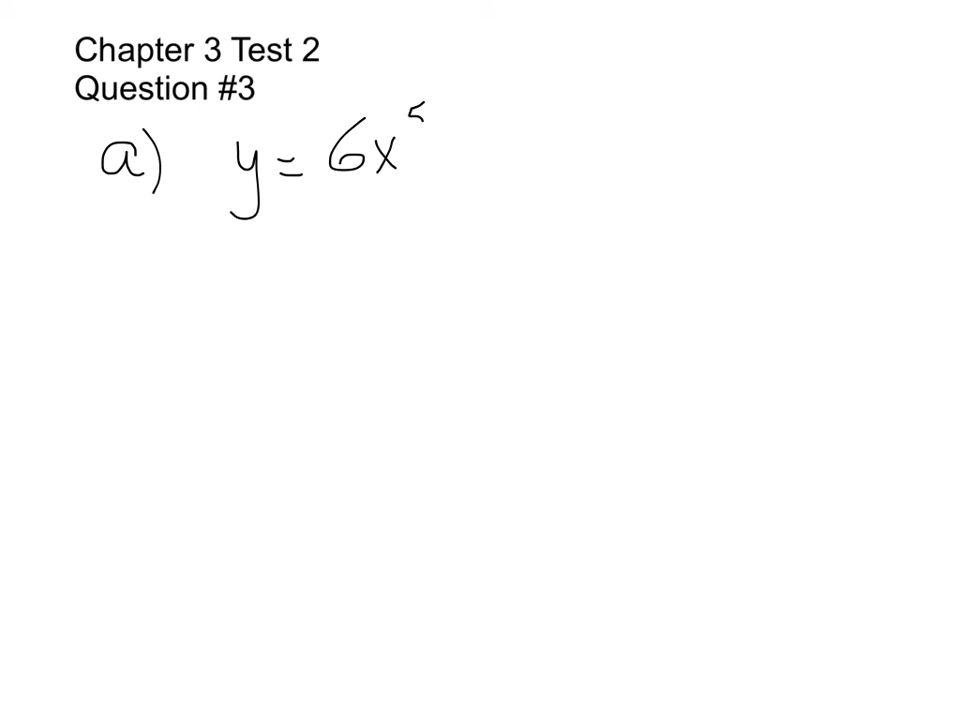 Chapter 3 Test 2
Question #3
a) y = 6x⁵